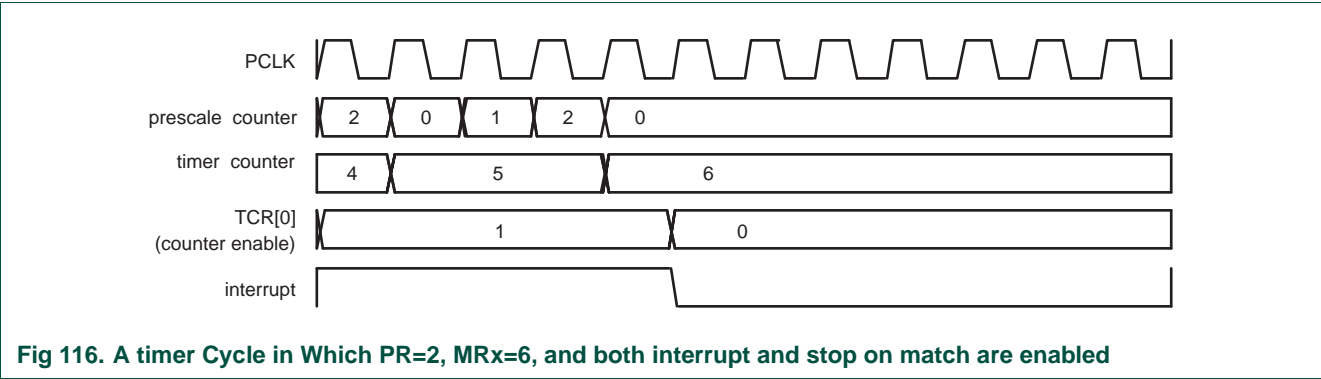 PCLK
prescale counter 2 0 1 2 0
timer counter 4 5 6
TCR[0]
(counter enable) 1 0
interrupt
Fig 116. A timer Cycle in Which PR=2, MRx=6, and both interrupt and stop on match are enabled